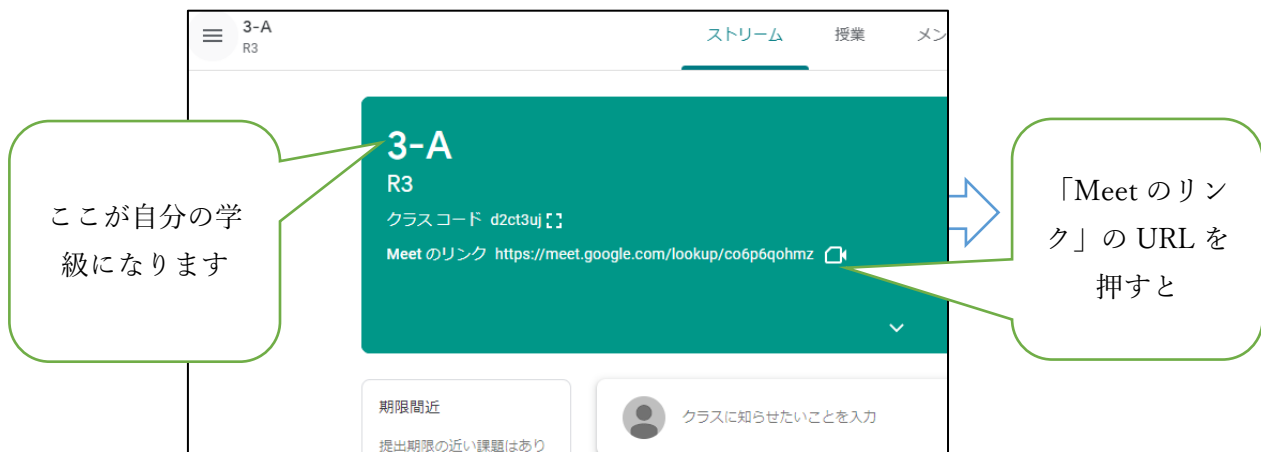 3-A
R3
ストリーム
授業
メン
3-A
R3
クラス コード d2ct3uj
Meet のリンク https://meet.google.com/lookup/co6p6qohmz
ここが自分の学
級になります
「Meet のリン
ク」の URL を
押すと
期限間近
提出期限の近い課題はあり
クラスに知らせたいことを入力